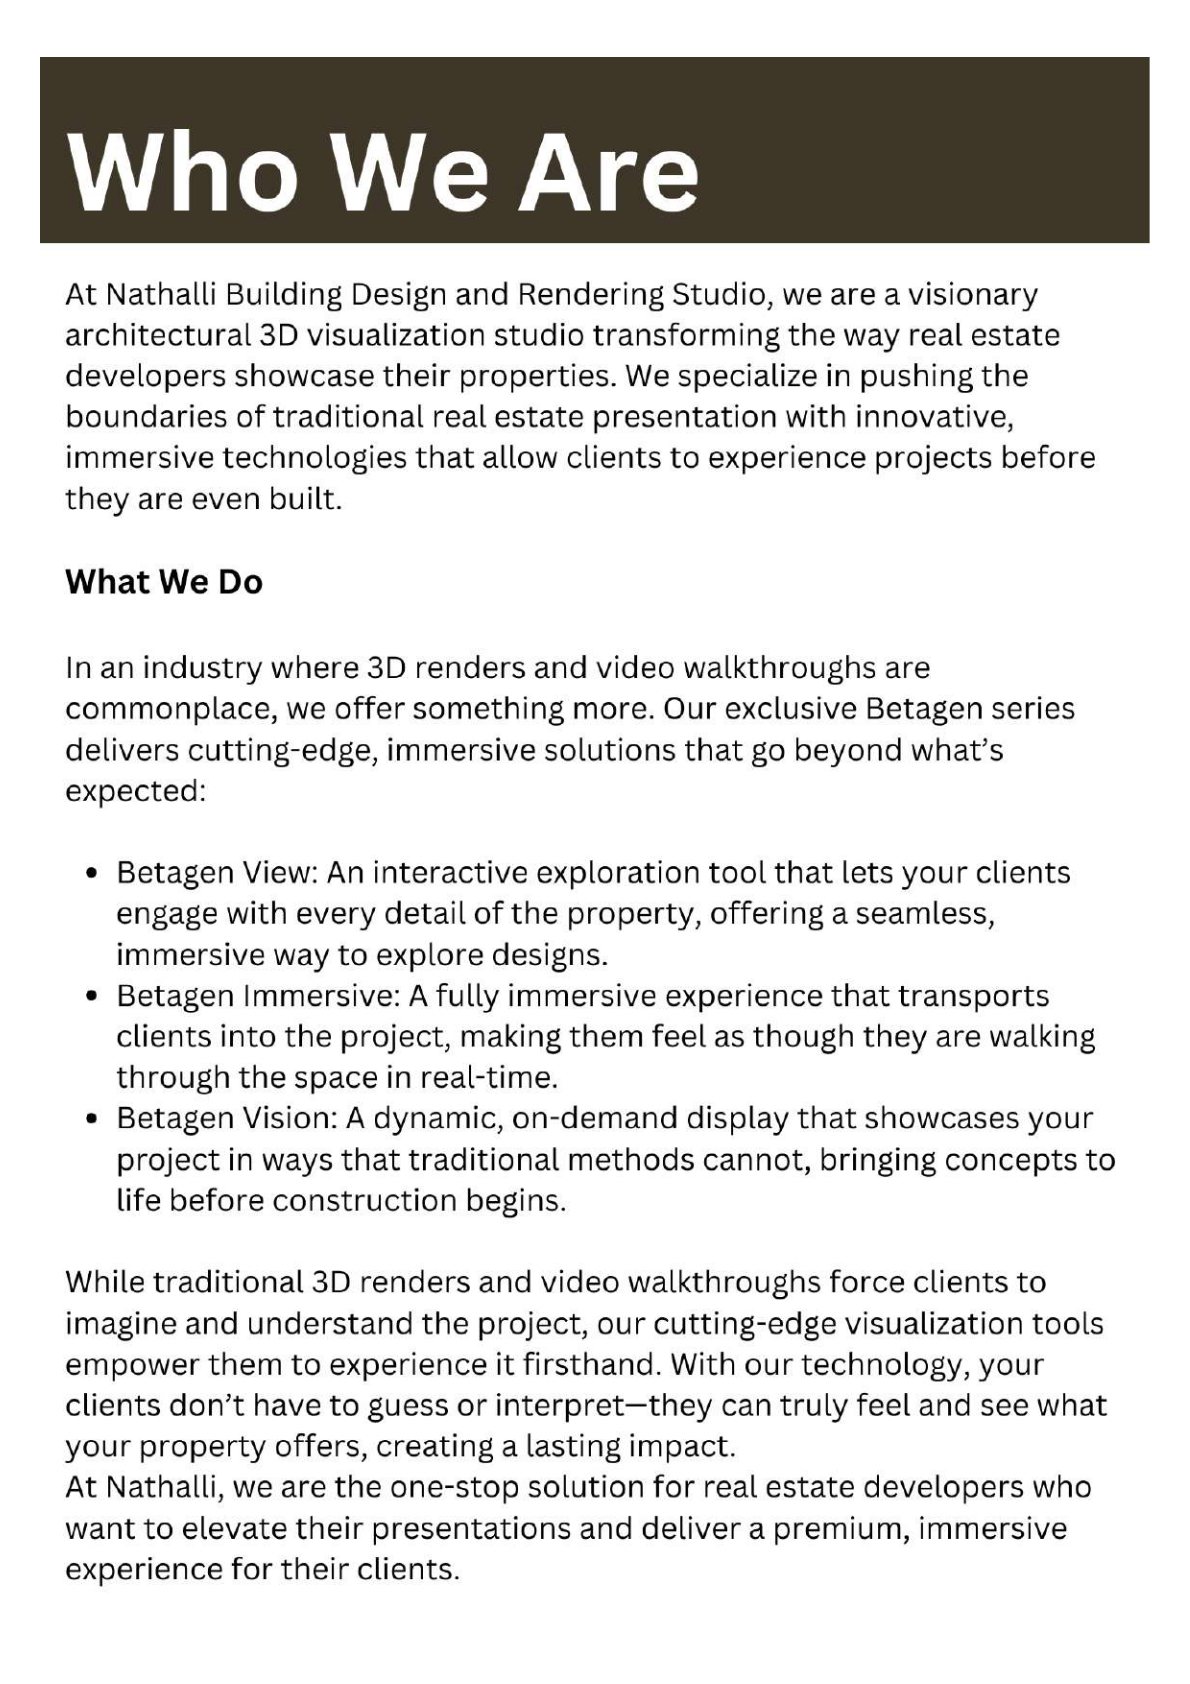 Who We Are
At Nathalli Building Design and Rendering Studio, we are a visionary
architectural 3D visualization studio transforming the way real estate
developers showcase their properties. We specialize in pushing the
boundaries of traditional real estate presentation with innovative,
immersive technologies that allow clients to experience projects before
they are even built.
What We Do
In an industry where 3D renders and video walkthroughs are
commonplace, we offer something more. Our exclusive Betagen series
delivers cutting-edge, immersive solutions that go beyond what’s
expected:
• Betagen View: An interactive exploration tool that lets your clients
engage with every detail of the property, offering a seamless,
immersive way to explore designs.
• Betagen Immersive: A fully immersive experience that transports
clients into the project, making them feel as though they are walking
through the space in real-time.
• Betagen Vision: A dynamic, on-demand display that showcases your
project in ways that traditional methods cannot, bringing concepts to
life before construction begins.
While traditional 3D renders and video walkthroughs force clients to
imagine and understand the project, our cutting-edge visualization tools
empower them to experience it firsthand. With our technology, your
clients don’t have to guess or interpret—they can truly feel and see what
your property offers, creating a lasting impact.
At Nathalli, we are the one-stop solution for real estate developers who
want to elevate their presentations and deliver a premium, immersive
experience for their clients.